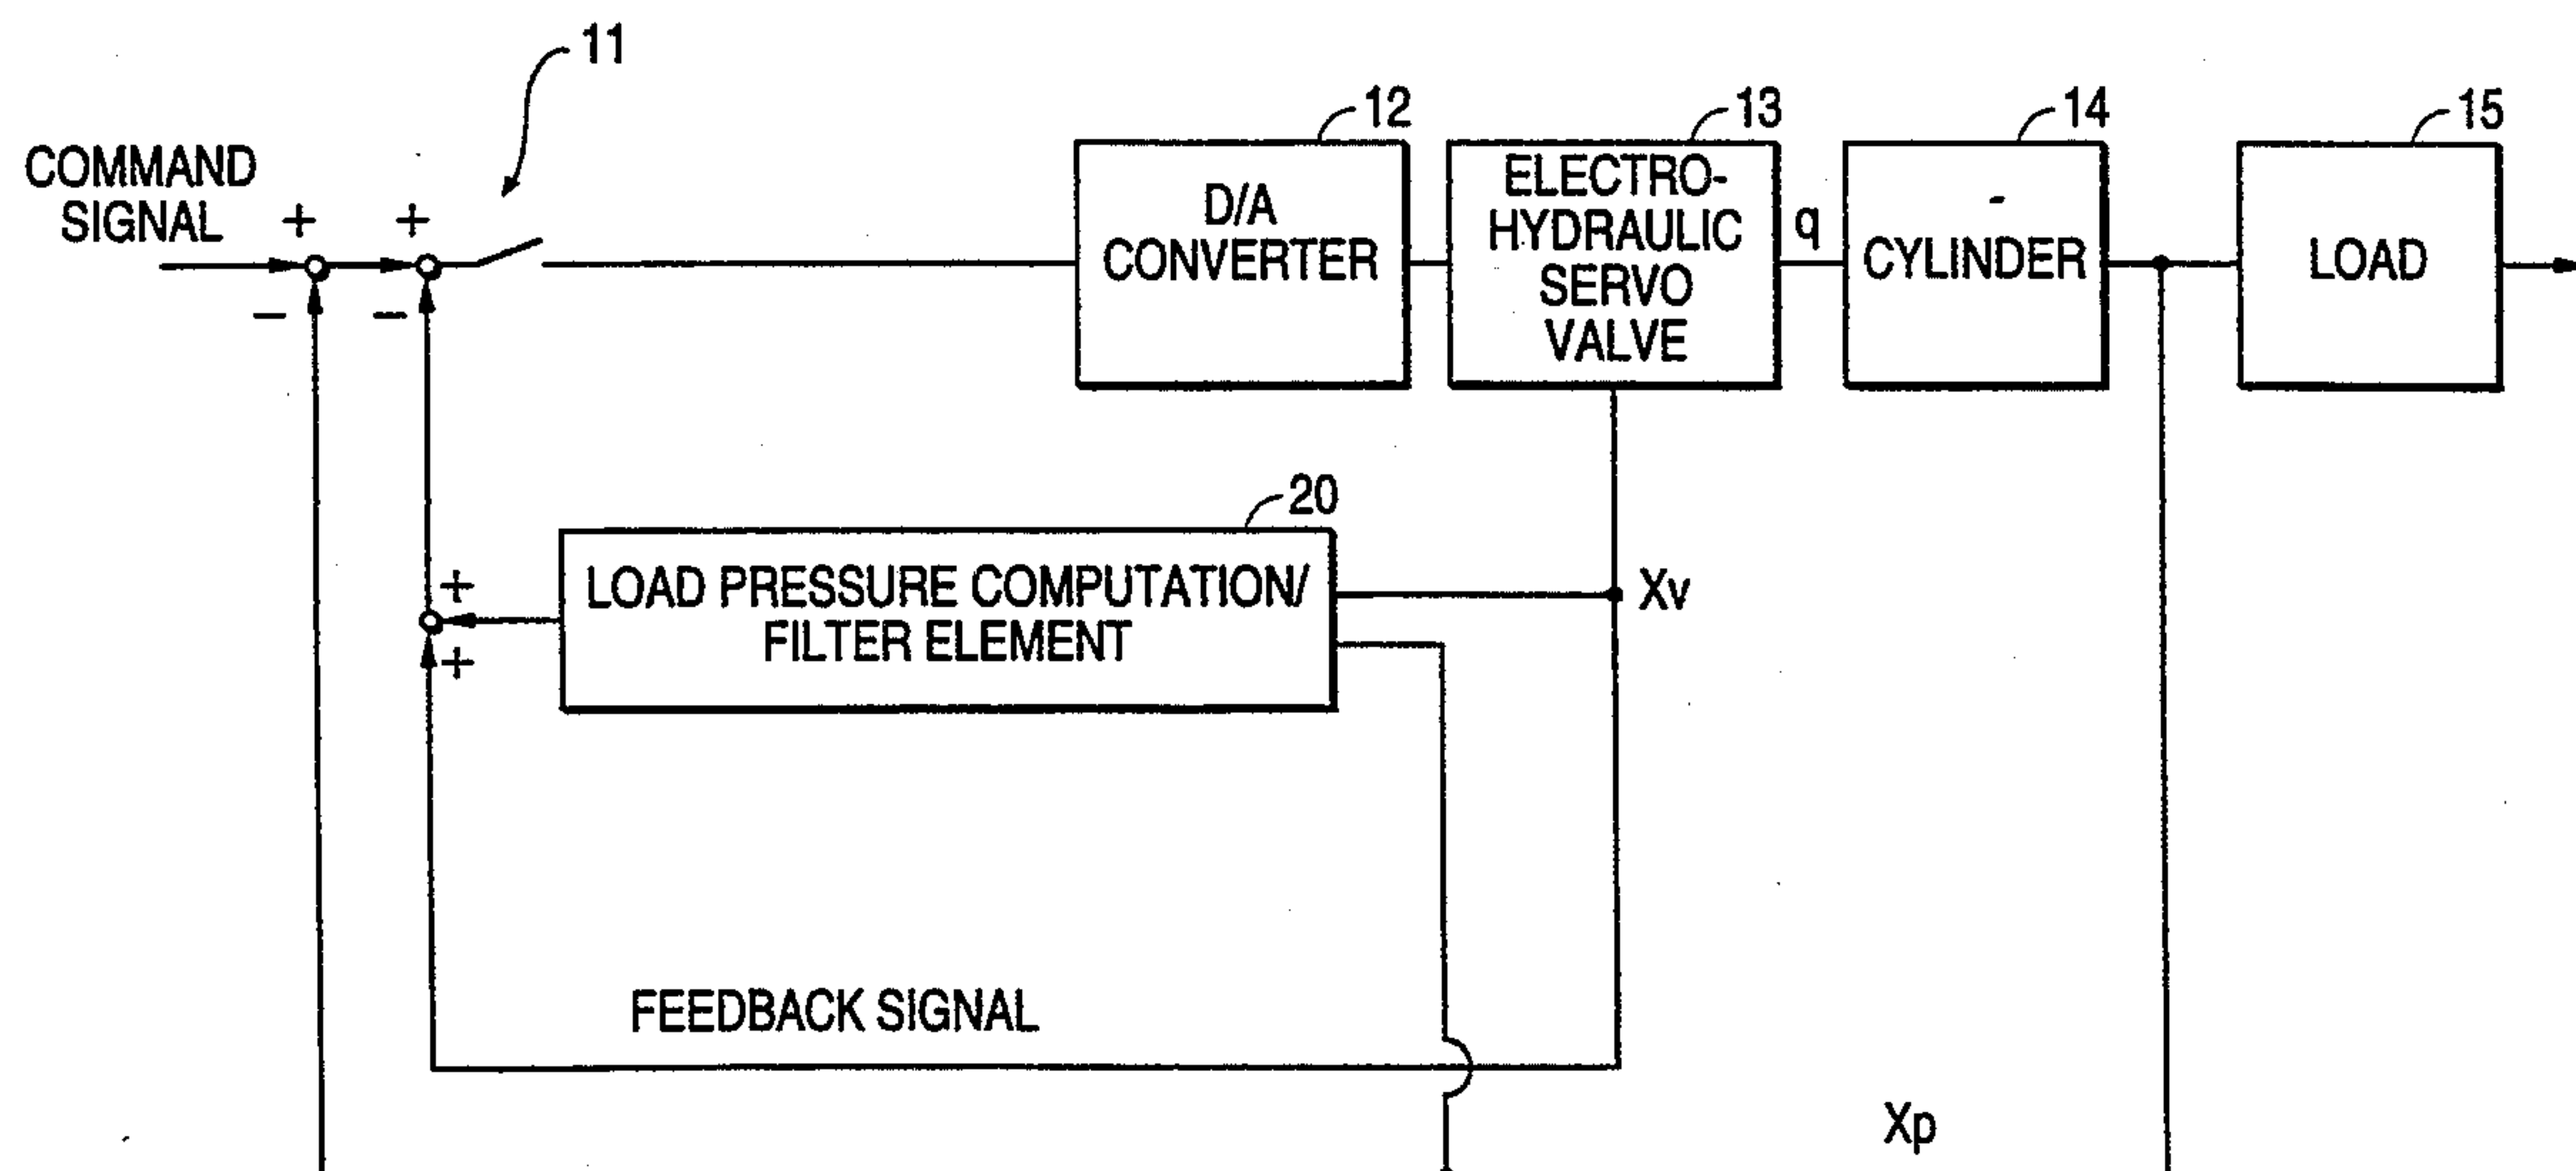 11
12
13
14
15
COMMAND
SIGNAL
+
+
−
−
D/A
CONVERTER
ELECTRO-
HYDRAULIC
SERVO
VALVE
q
CYLINDER
LOAD
20
LOAD PRESSURE COMPUTATION/
FILTER ELEMENT
+
+
Xv
FEEDBACK SIGNAL
Xp